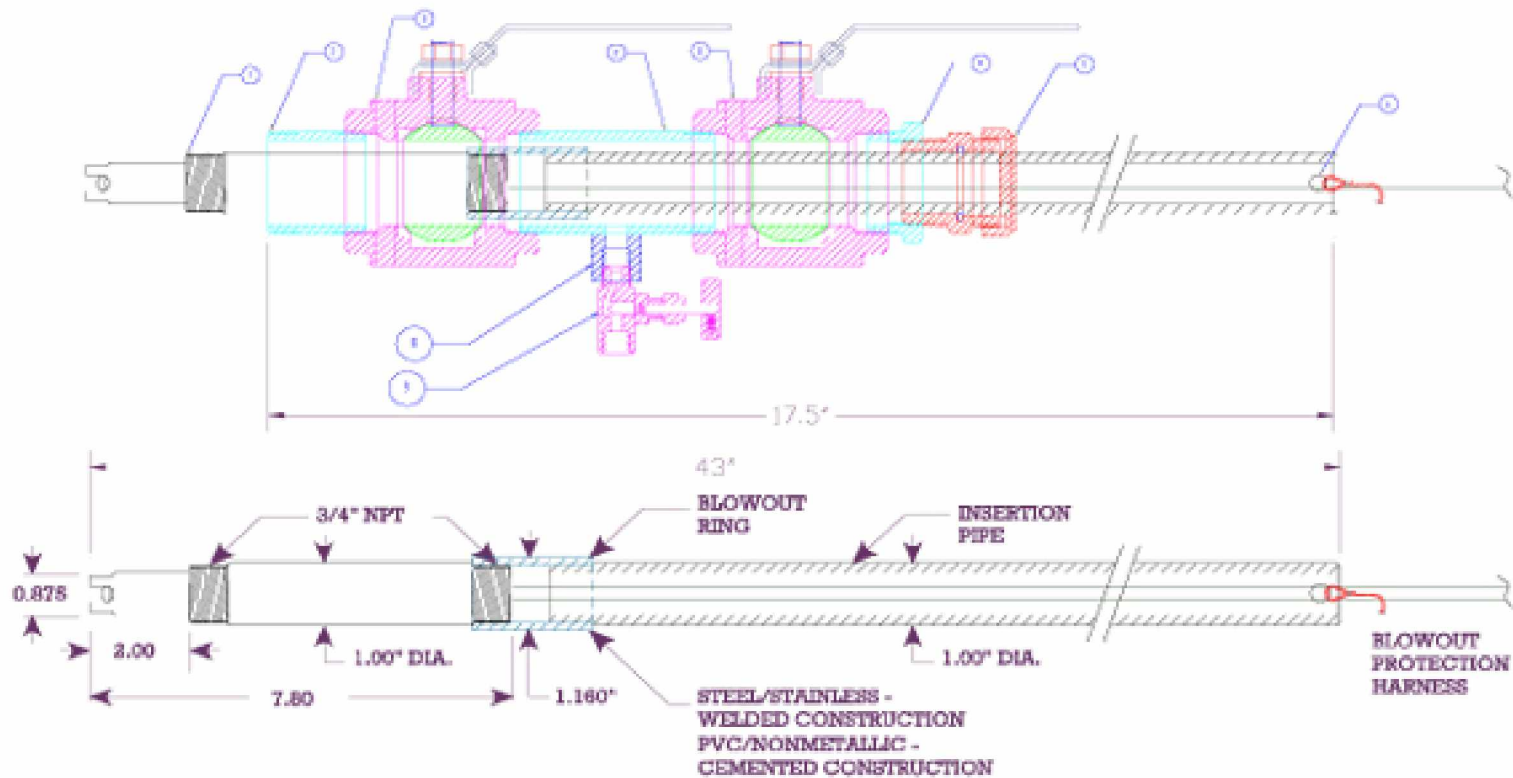 17.5"
43"
3/4" NPT
BLOWOUT
RING
INSERTION
PIPE
0.875
2.00
1.00" DIA.
7.80
1.160"
STEEL/STAINLESS -
WELDED CONSTRUCTION
PVC/NONMETALLIC -
CEMENTED CONSTRUCTION
1.00" DIA.
BLOWOUT
PROTECTION
HARNESS